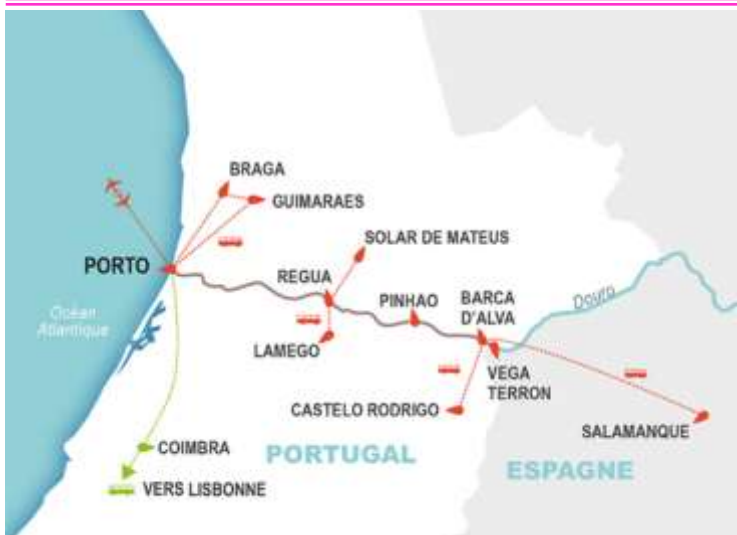 BRAGA
GUIMARAES
SOLAR DE MATEUS
PORTO
REGUA
PINHAO
BARCA
D'ALVA
Douro
Océan
Atlantique
LAMEGO
VEGA
TERRON
CASTELO RODRIGO
SALAMANQUE
COIMBRA
PORTUGAL
ESPAGNE
VERS LISBONNE